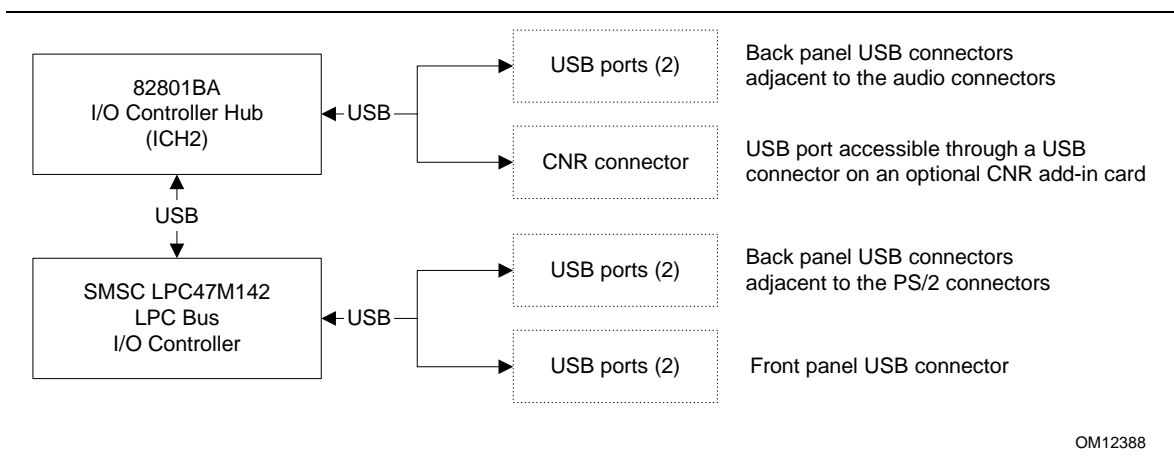 82801BA
I/O Controller Hub
(ICH2)
USB
USB ports (2)
Back panel USB connectors
adjacent to the audio connectors
CNR connector
USB port accessible through a USB
connector on an optional CNR add-in card
USB
SMSC LPC47M142
LPC Bus
I/O Controller
USB
USB ports (2)
Back panel USB connectors
adjacent to the PS/2 connectors
USB ports (2)
Front panel USB connector
OM12388